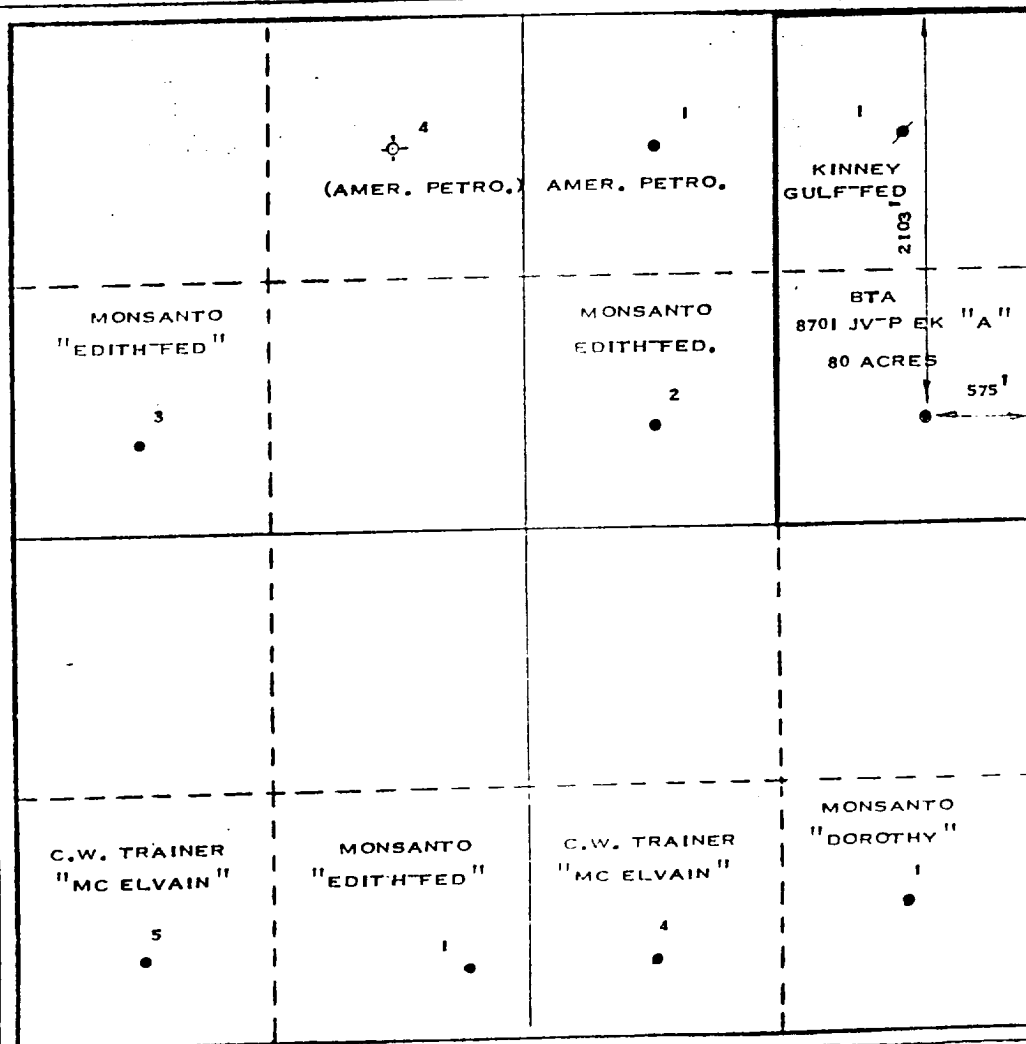 4
(AMER. PETRO.)
1
AMER. PETRO.
1
KINNEY
GULF-FED
2103'
MONSANTO
"EDITH-FED"
3
MONSANTO
EDITH-FED.
2
BTA
8701 JV-P EK "A"
80 ACRES
575'
C.W. TRAINER
"MC ELVAIN"
5
MONSANTO
"EDITH-FED"
1
C.W. TRAINER
"MC ELVAIN"
4
MONSANTO
"DOROTHY"
1